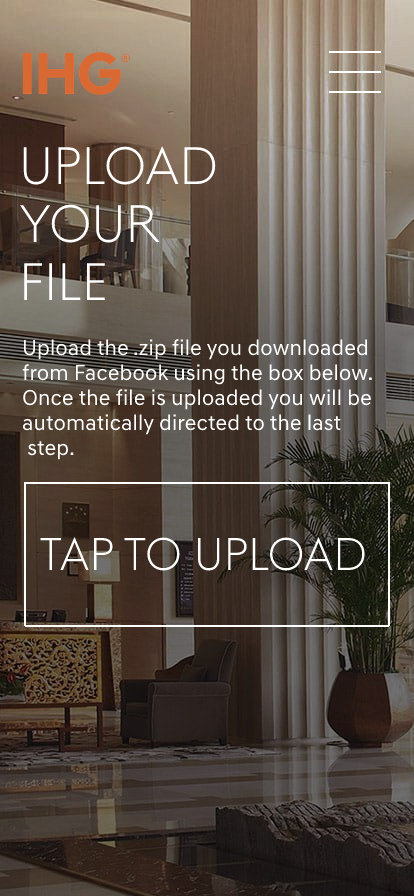 IHG
UPLOAD
YOUR
FILE
Upload the .zip file you downloaded
from Facebook using the box below.
Once the file is uploaded you will be
automatically directed to the last
step.
TAP TO UPLOAD